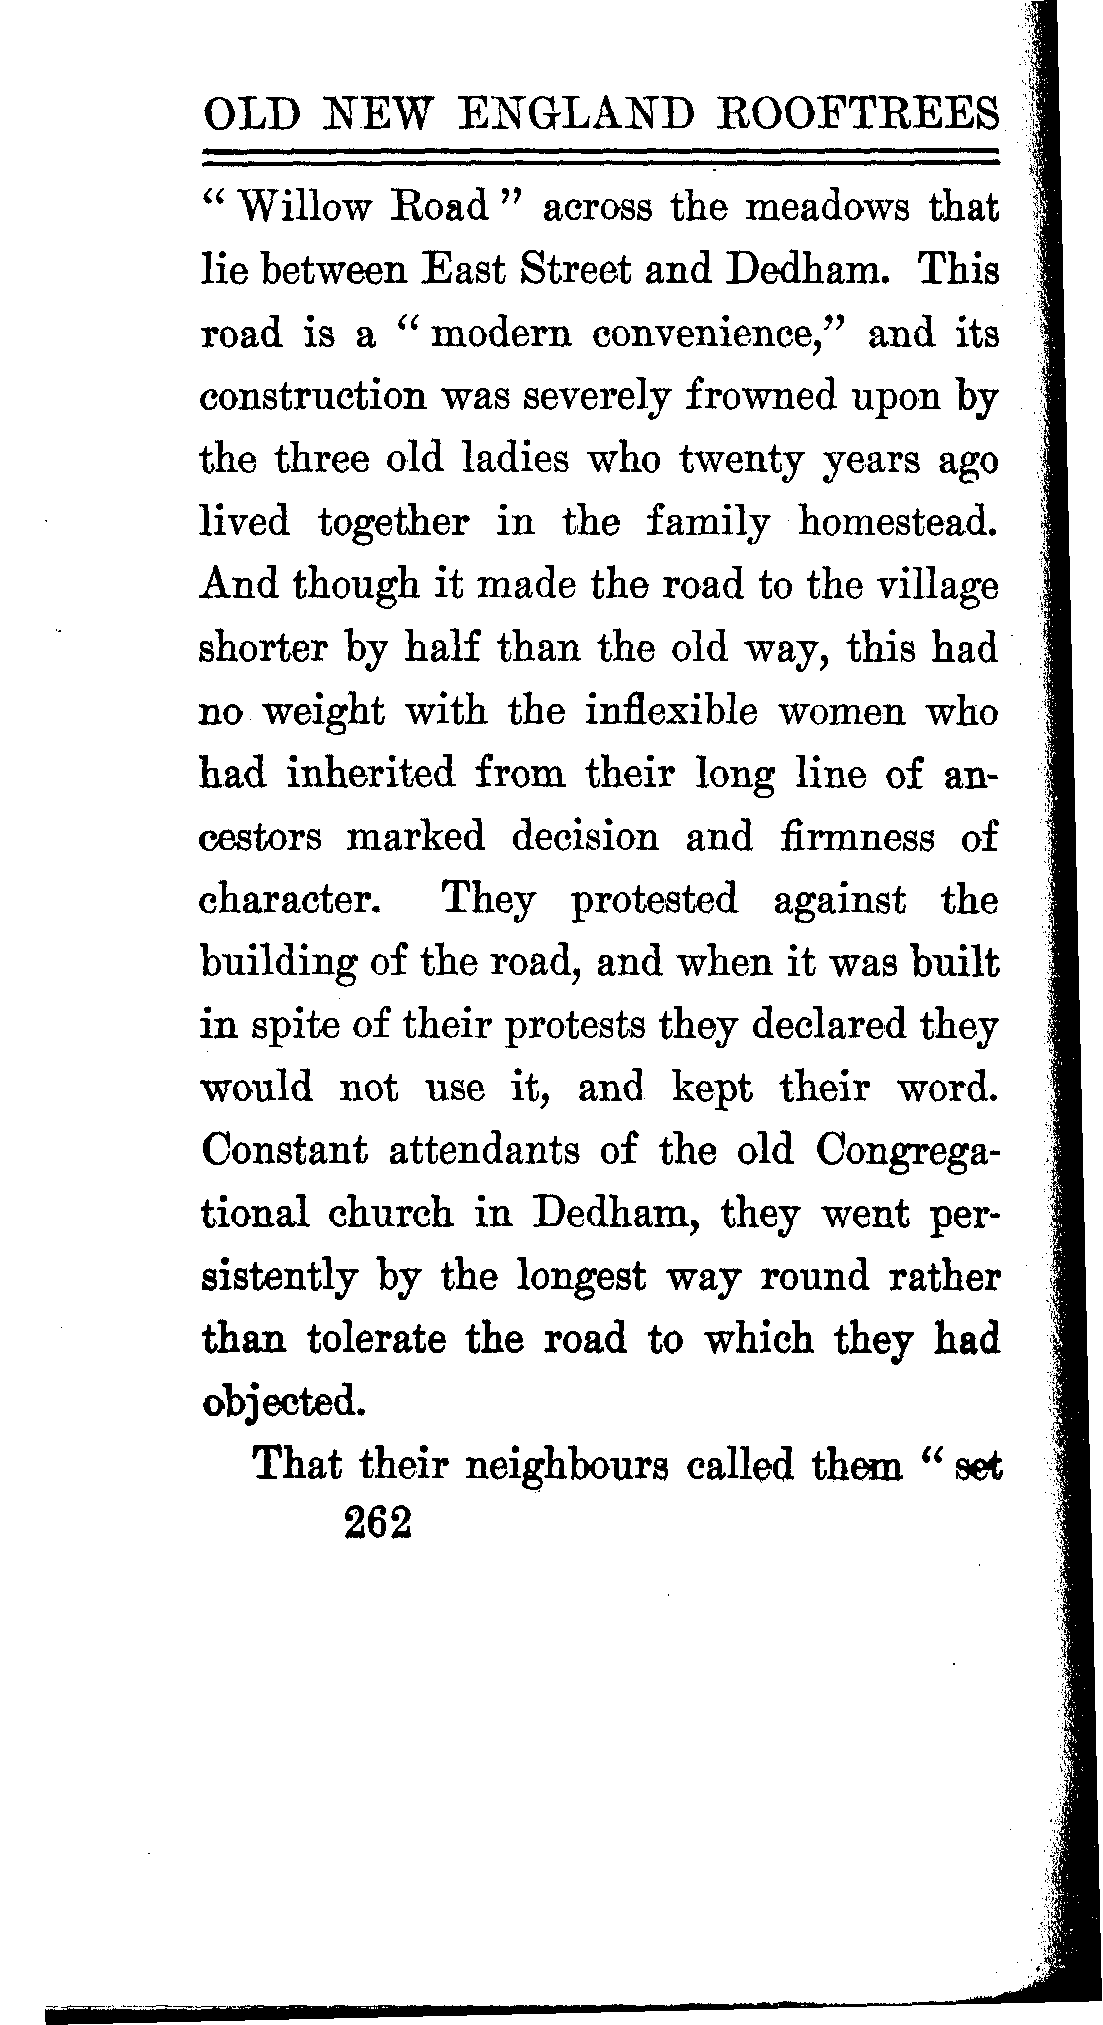 OLD NEW ENGLAND ROOFTREES
“ Willow Road ” across the meadows that
lie between East Street and Dedham. This
road is a “ modern convenience,” and its
construction was severely frowned upon by
the three old ladies who twenty years ago
lived together in the family homestead.
And though it made the road to the village
shorter by half than the old way, this had
no weight with the inflexible women who
had inherited from their long line of an-
cestors marked decision and firmness of
character. They protested against the
building of the road, and when it was built
in spite of their protests they declared they
would not use it, and kept their word.
Constant attendants of the old Congrega-
tional church in Dedham, they went per-
sistently by the longest way round rather
than tolerate the road to which they had
objected.
That their neighbours called them “ set
262